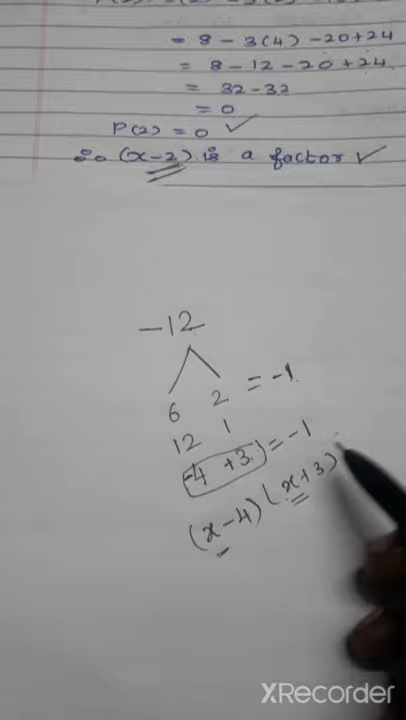 = 8 - 3(4) - 20+24
= 8 - 12 - 20 + 24
= 32 - 32
= 0
P(2) = 0 ✓
∴ (x-2) is a factor ✓
-12
6 2 = -1
12 1
-4 +3 = -1
(x-4)(x+3)
XRecorder